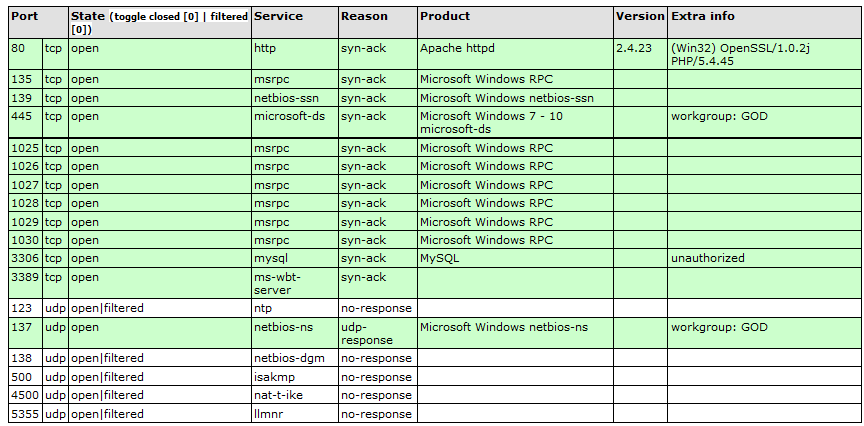 Port State (toggle closed [0] | filtered Service Reason Product Version Extra info
[0])
80 tcp open http syn-ack Apache httpd 2.4.23 (Win32) OpenSSL/1.0.2j
PHP/5.4.45
135 tcp open msrpc syn-ack Microsoft Windows RPC
139 tcp open netbios-ssn syn-ack Microsoft Windows netbios-ssn
445 tcp open microsoft-ds syn-ack Microsoft Windows 7 - 10 workgroup: GOD
microsoft-ds
1025 tcp open msrpc syn-ack Microsoft Windows RPC
1026 tcp open msrpc syn-ack Microsoft Windows RPC
1027 tcp open msrpc syn-ack Microsoft Windows RPC
1028 tcp open msrpc syn-ack Microsoft Windows RPC
1029 tcp open msrpc syn-ack Microsoft Windows RPC
1030 tcp open msrpc syn-ack Microsoft Windows RPC
3306 tcp open mysql syn-ack MySQL unauthorized
3389 tcp open ms-wbt- syn-ack
server
123 udp open|filtered ntp no-response
137 udp open netbios-ns udp- Microsoft Windows netbios-ns workgroup: GOD
response
138 udp open|filtered netbios-dgm no-response
500 udp open|filtered isakmp no-response
4500 udp open|filtered nat-t-ike no-response
5355 udp open|filtered llmnr no-response